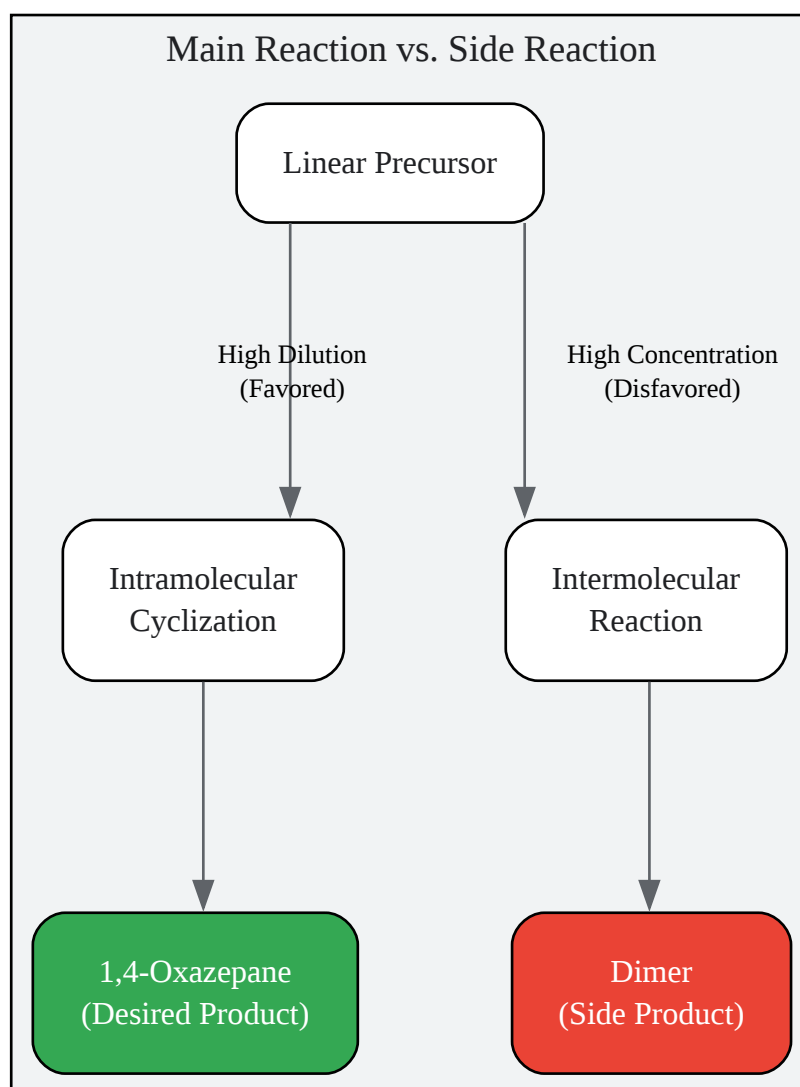 Main Reaction vs. Side Reaction
Linear Precursor
High Dilution
(Favored)
High Concentration
(Disfavored)
Intramolecular
Cyclization
Intermolecular
Reaction
1,4-Oxazepane
(Desired Product)
Dimer
(Side Product)